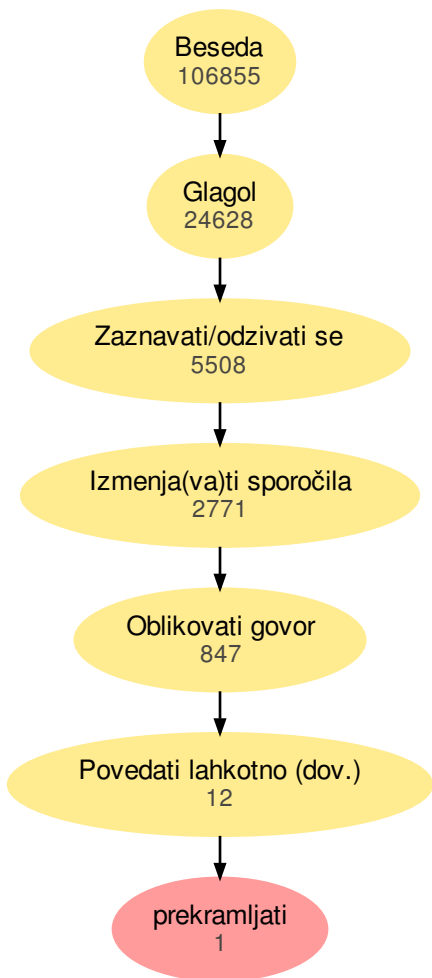 Beseda
106855
Glagol
24628
Zaznavati/odzivati se
5508
Izmenja(va)ti sporočila
2771
Oblikovati govor
847
Povedati lahkotno (dov.)
12
prekramljati
1